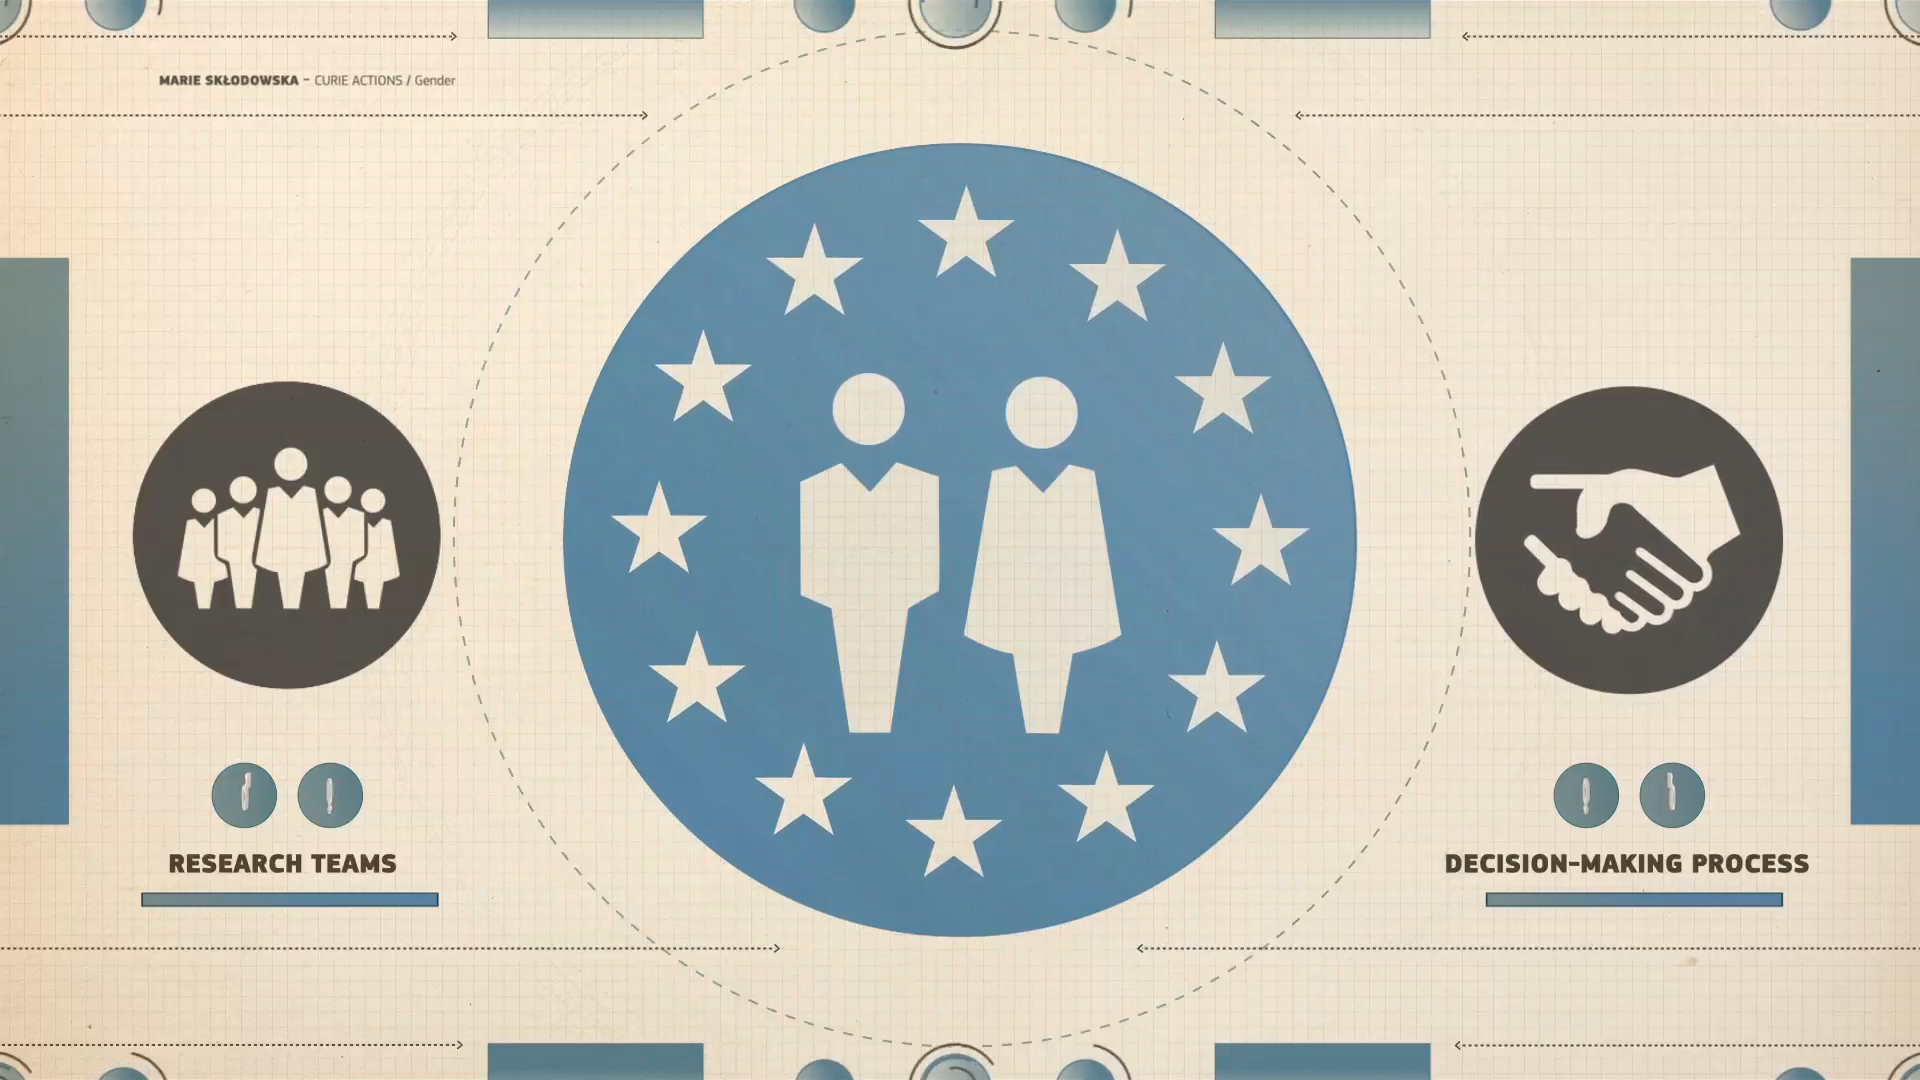 MARIE SKŁODOWSKA – CURIE ACTIONS / Gender
RESEARCH TEAMS
DECISION-MAKING PROCESS